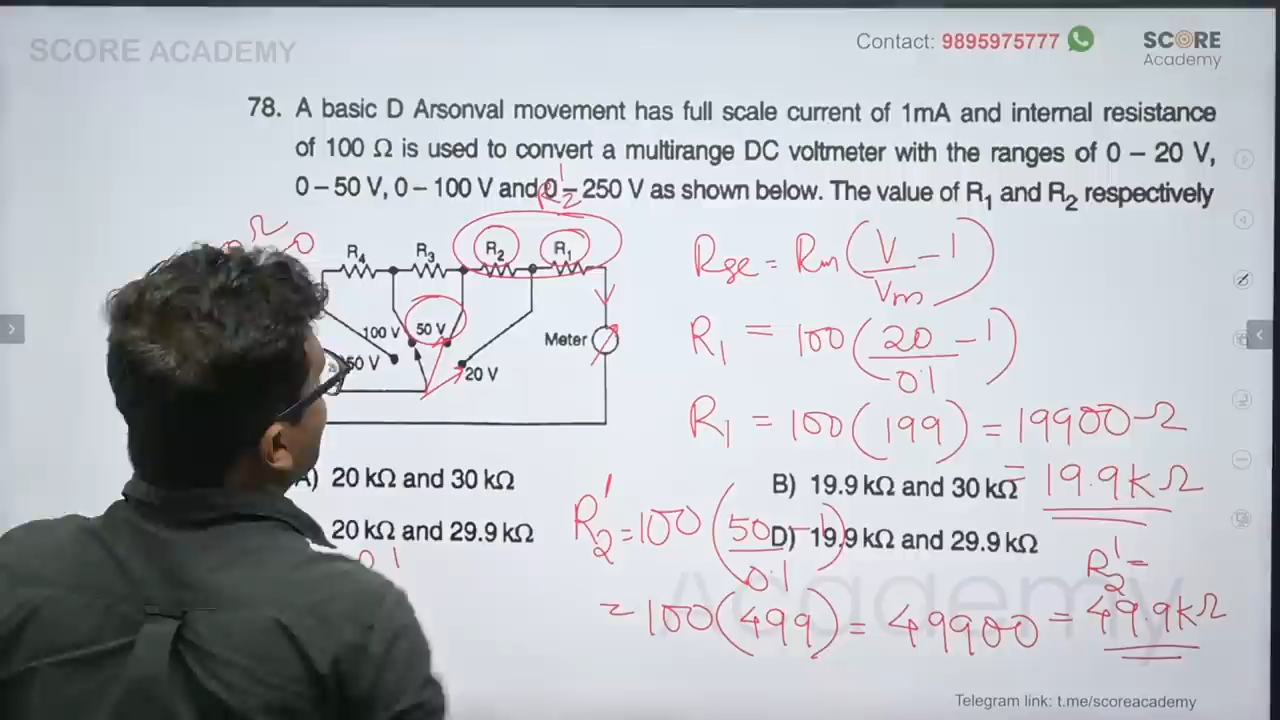 SCORE ACADEMY
Contact: 9895975777
SCORE
Academy
78. A basic D Arsonval movement has full scale current of 1mA and internal resistance
of 100 Ω is used to convert a multirange DC voltmeter with the ranges of 0 – 20 V,
0 – 50 V, 0 – 100 V and 0 – 250 V as shown below. The value of R₁ and R₂ respectively
R₂'
R₄
R₃
R₂
R₁
100 V
50 V
50 V
20 V
Meter
Rse = Rm (V/Vm - 1)
R₁ = 100 (20/0.1 - 1)
R₁ = 100 (199) = 19900 Ω
= 19.9 k Ω
A) 20 kΩ and 30 kΩ
B) 19.9 kΩ and 30 kΩ
20 kΩ and 29.9 kΩ
D) 19.9 kΩ and 29.9 kΩ
R₂' = 100 (50/0.1 - 1)
R₂' =
= 100 (499) = 49900 = 49.9 k Ω
Academy
Telegram link: t.me/scoreacademy